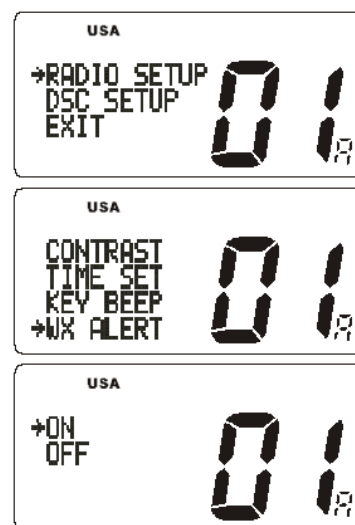 USA
→RADIO SETUP
DSC SETUP
EXIT
01A
USA
CONTRAST
TIME SET
KEY BEEP
→WX ALERT
01A
USA
→ON
OFF
01A